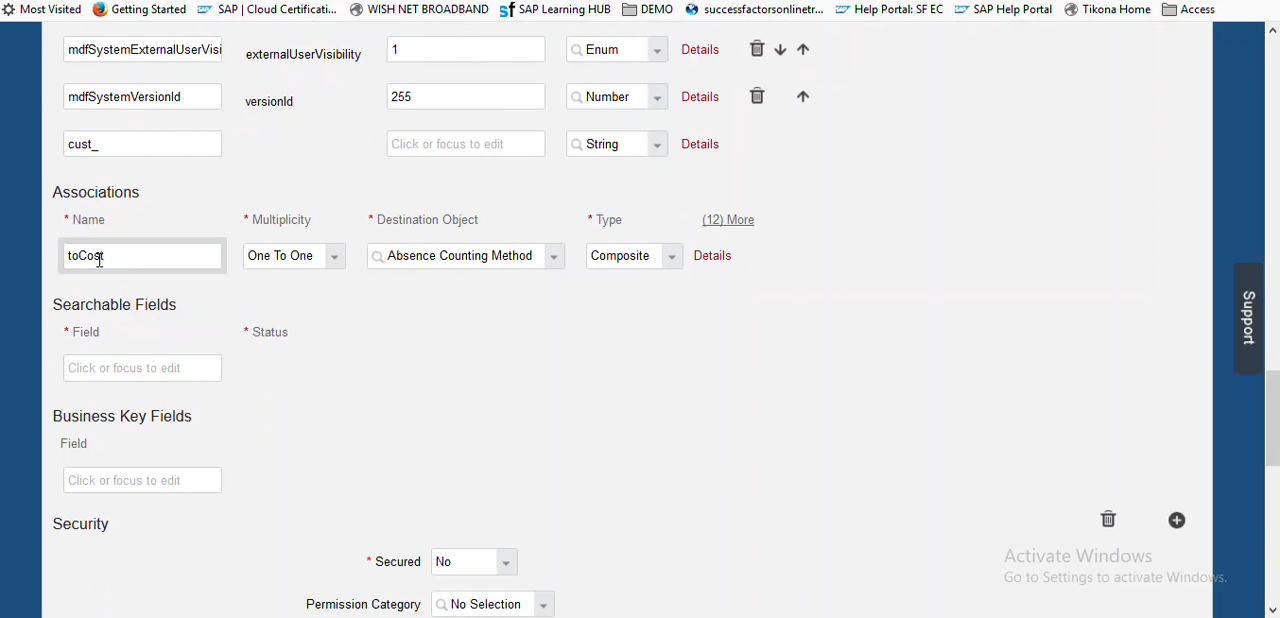 Most Visited Getting Started SAP | Cloud Certificati... WISH NET BROADBAND SAP Learning HUB DEMO successfactorsonlinetr... Help Portal: SF EC SAP Help Portal Tikona Home Access
mdfSystemExternalUserVisi externalUserVisibility 1 Enum Details
mdfSystemVersionId versionId 255 Number Details
cust_ Click or focus to edit String Details
Associations
* Name * Multiplicity * Destination Object * Type (12) More
toCost One To One Absence Counting Method Composite Details
Searchable Fields
* Field * Status
Click or focus to edit
Support
Business Key Fields
Field
Click or focus to edit
Security
* Secured No
Permission Category No Selection
Activate Windows
Go to Settings to activate Windows.